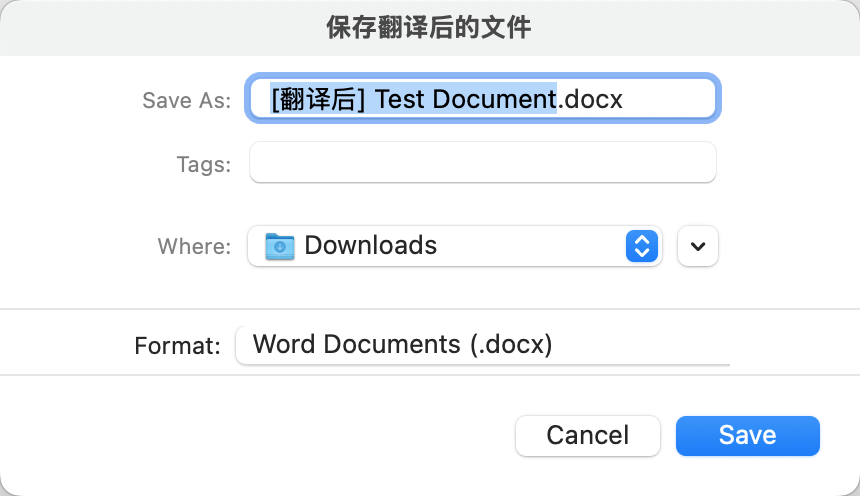 保存翻译后的文件
Save As: [翻译后] Test Document.docx
Tags:
Where: Downloads
Format: Word Documents (.docx)
Cancel Save